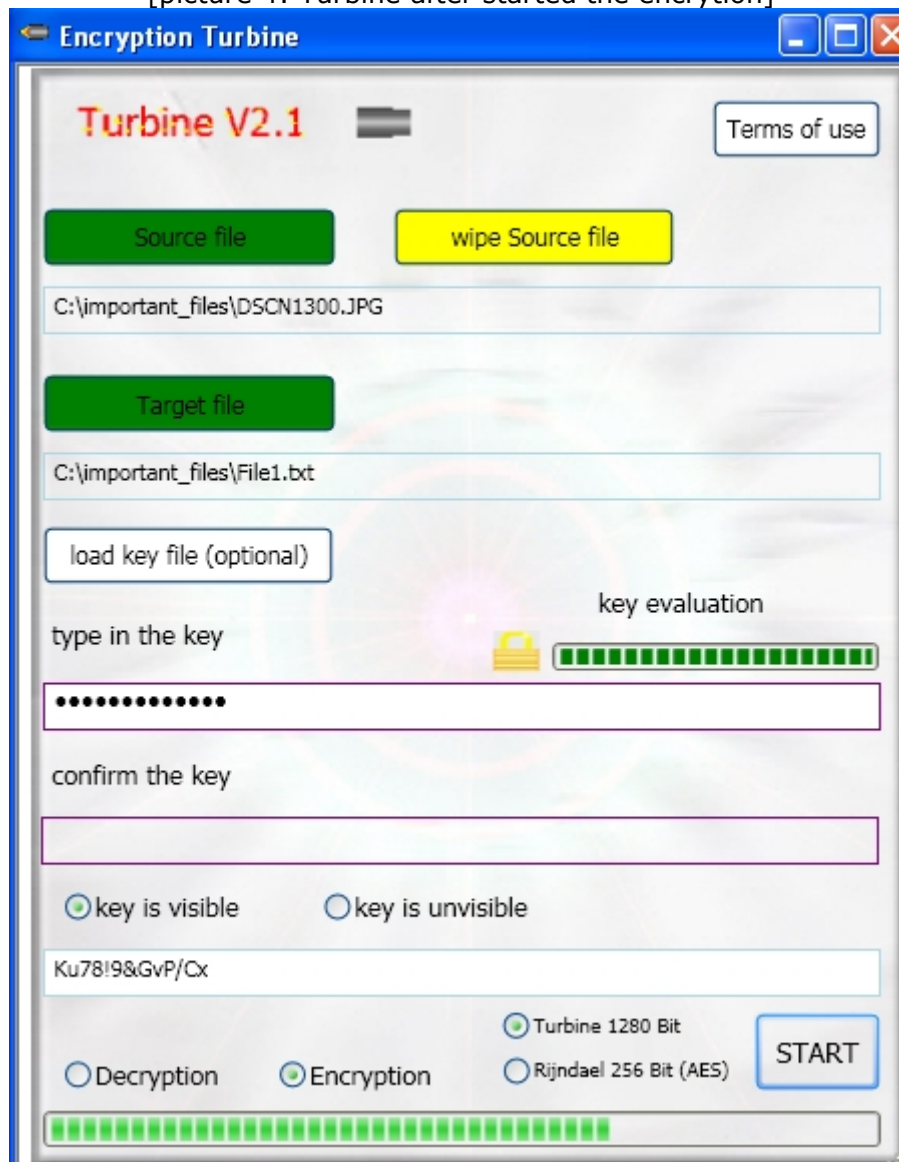 [picture 4: Turbine after started the encrytion]
Encryption Turbine
Turbine V2.1
Terms of use
Source file
wipe Source file
C:\important_files\DSCN1300.JPG
Target file
C:\important_files\File1.txt
load key file (optional)
key evaluation
type in the key
•••••••••••••
confirm the key
key is visible
key is unvisible
Ku78!9&GvP/Cx
Turbine 1280 Bit
START
Decryption
Encryption
Rijndael 256 Bit (AES)